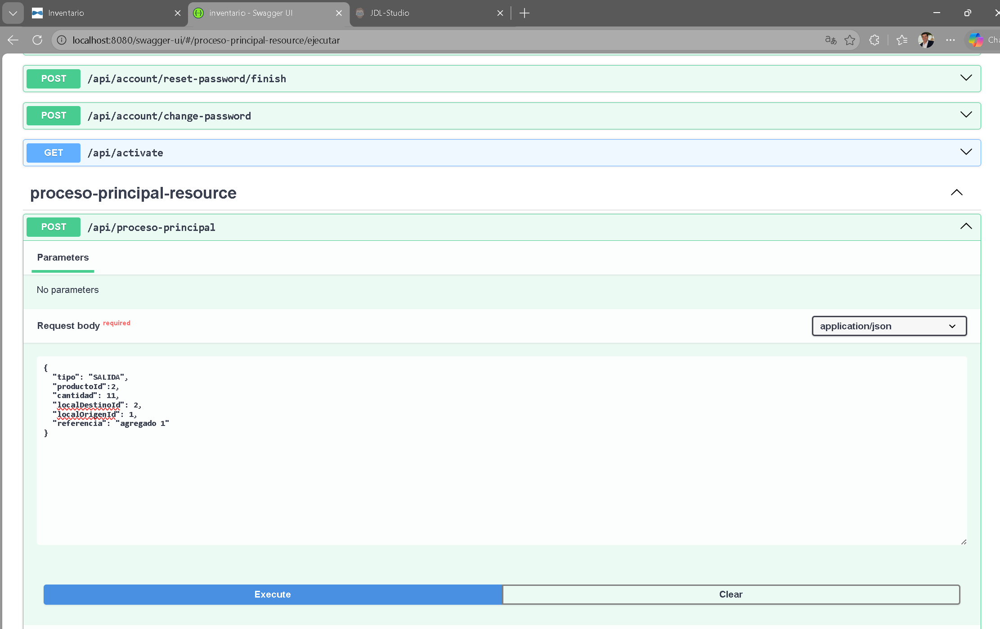 Inventario
inventario - Swagger UI
JDL-Studio
localhost:8080/swagger-ui/#/proceso-principal-resource/ejecutar
POST /api/account/reset-password/finish
POST /api/account/change-password
GET /api/activate
proceso-principal-resource
POST /api/proceso-principal
Parameters
No parameters
Request body required
application/json
{
"tipo": "SALIDA",
"productoId":2,
"cantidad": 11,
"localDestinoId": 2,
"localOrigenId": 1,
"referencia": "agregado 1"
}
Execute
Clear